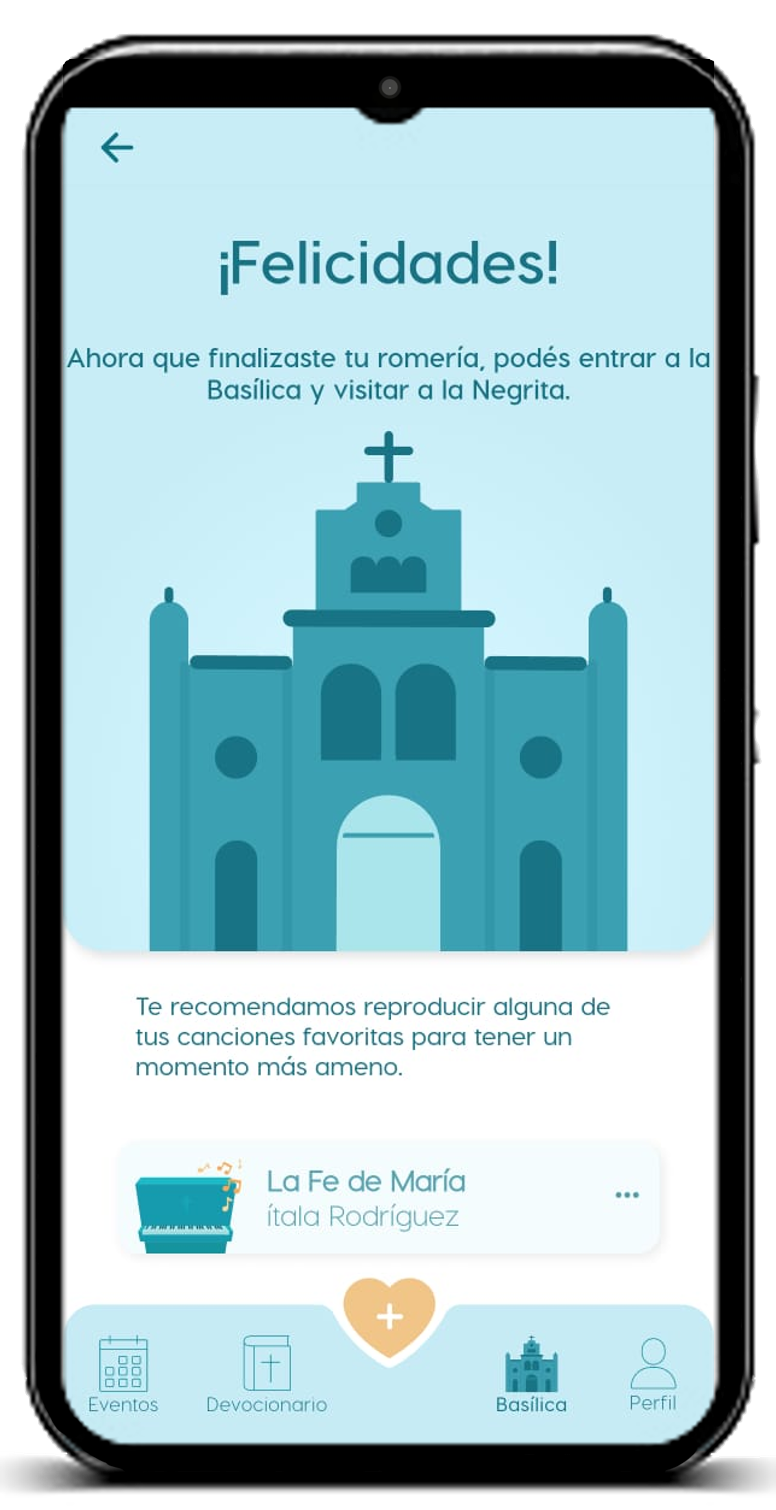 ¡Felicidades!
Ahora que finalizaste tu romería, podés entrar a la
Basílica y visitar a la Negrita.
Te recomendamos reproducir alguna de
tus canciones favoritas para tener un
momento más ameno.
La Fe de María
ítala Rodríguez
Eventos
Devocionario
Basílica
Perfil